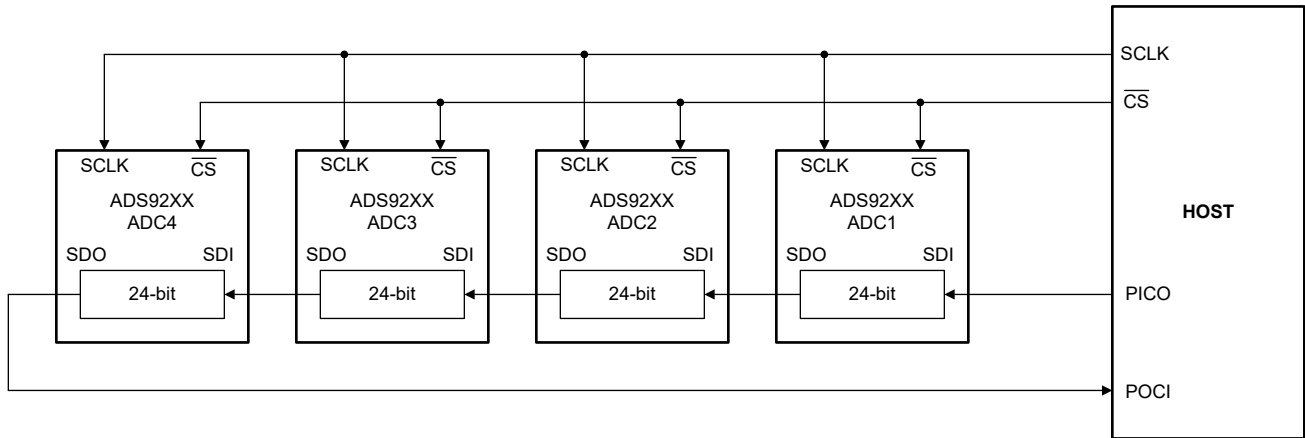 SCLK
CS
SCLK CS SCLK CS SCLK CS SCLK CS
ADS92XX ADS92XX ADS92XX ADS92XX
ADC4 ADC3 ADC2 ADC1
HOST
SDO SDI SDO SDI SDO SDI SDO SDI
24-bit 24-bit 24-bit 24-bit
PICO
POCI